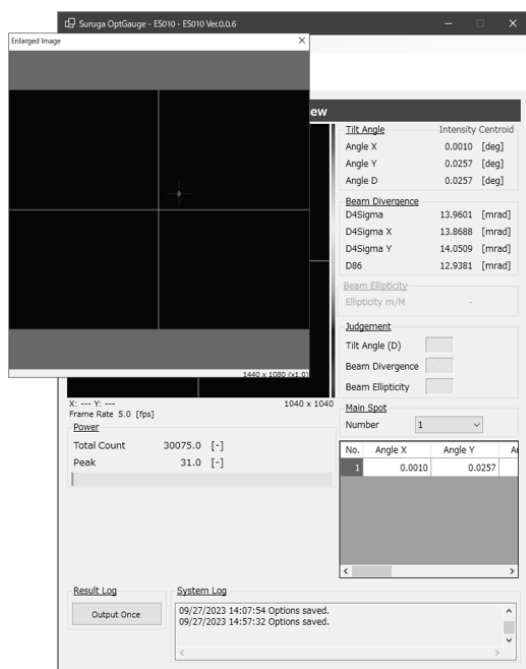 Suruga OptGauge - ES010 - ES010 Ver.0.0.6
Enlarged Image
ew
1440 x 1080 (x1.0)
X: --- Y: ---
1040 x 1040
Frame Rate 5.0 [fps]
Power
Total Count 30075.0 [-]
Peak 31.0 [-]
Tilt Angle Intensity Centroid
Angle X 0.0010 [deg]
Angle Y 0.0257 [deg]
Angle D 0.0257 [deg]
Beam Divergence
D4Sigma 13.9601 [mrad]
D4Sigma X 13.8688 [mrad]
D4Sigma Y 14.0509 [mrad]
D86 12.9381 [mrad]
Beam Ellipticity
Ellipticity m/M -
Judgement
Tilt Angle (D) -
Beam Divergence -
Beam Ellipticity -
Main Spot
Number 1
No. Angle X Angle Y
1 0.0010 0.0257
Result Log
Output Once
System Log
09/27/2023 14:07:54 Options saved.
09/27/2023 14:57:32 Options saved.